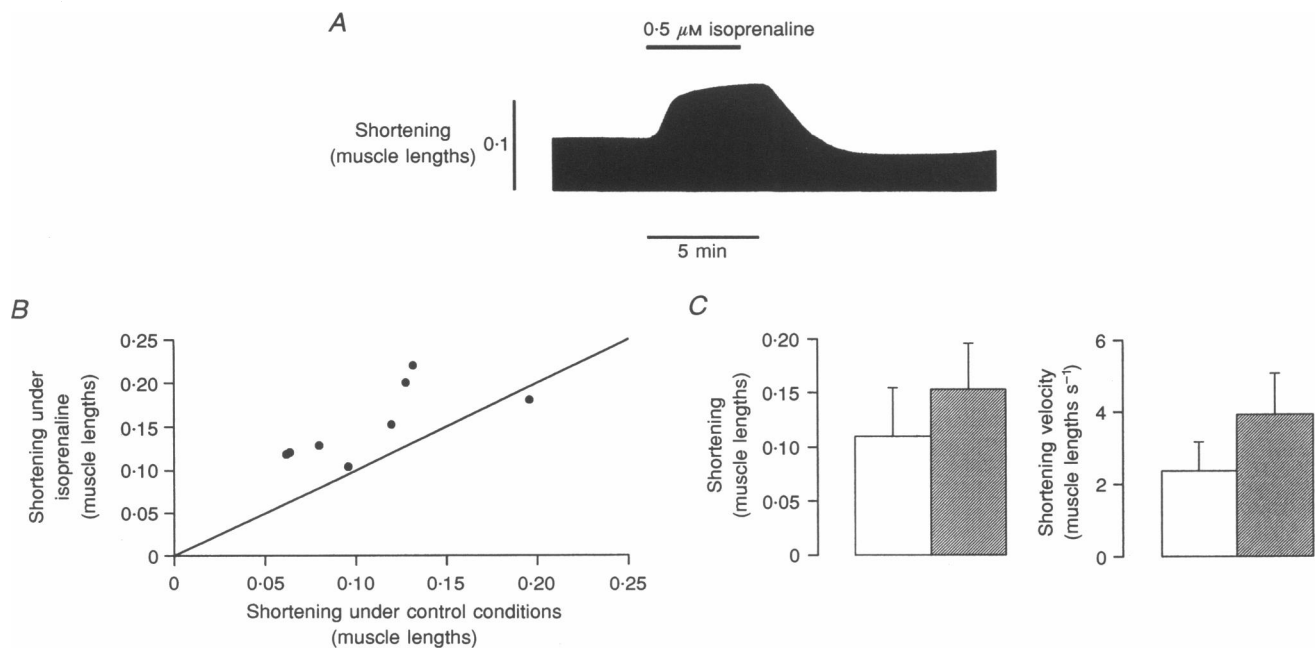 A
0·5 μM isoprenaline
Shortening
(muscle lengths)
0·1
5 min
B
Shortening under
isoprenaline
(muscle lengths)
0·25
0·20
0·15
0·10
0·05
0
0 0·05 0·10 0·15 0·20 0·25
Shortening under control conditions
(muscle lengths)
C
Shortening
(muscle lengths)
0·20
0·15
0·10
0·05
0
Shortening velocity
(muscle lengths s⁻¹)
6
4
2
0